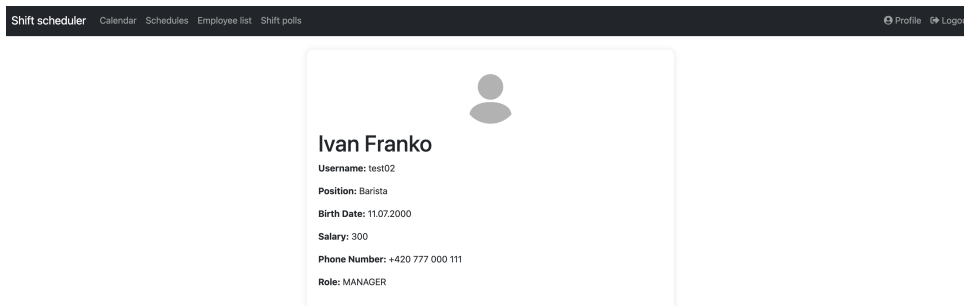 Shift scheduler Calendar Schedules Employee list Shift polls Profile Logou
Ivan Franko
Username: test02
Position: Barista
Birth Date: 11.07.2000
Salary: 300
Phone Number: +420 777 000 111
Role: MANAGER